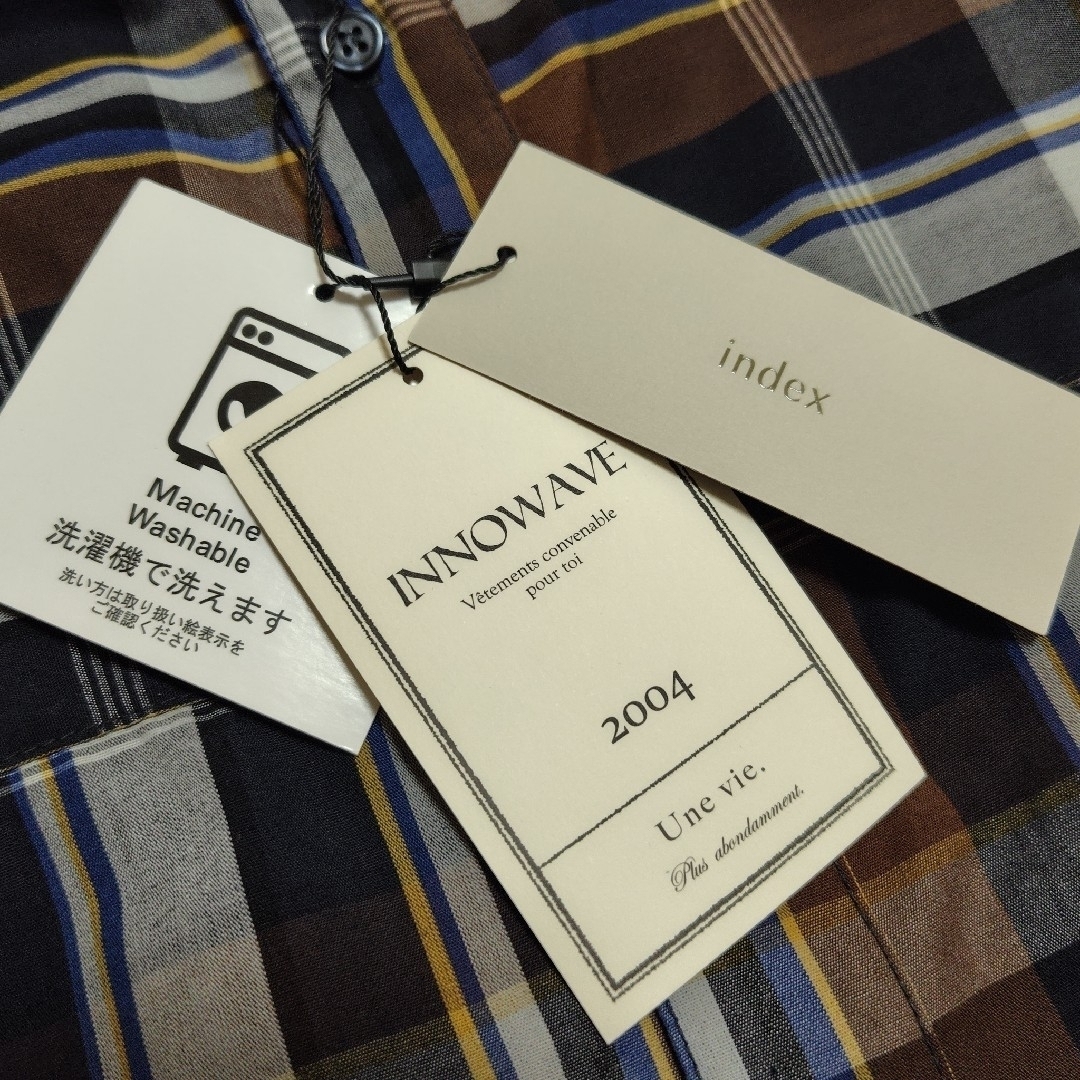 Machine
Washable
洗濯機で洗えます
洗い方は取り扱い絵表示を
ご確認ください
INNOWAVE
Vêtements convenable
pour toi
2004
Une vie.
Plus abondamment.
index